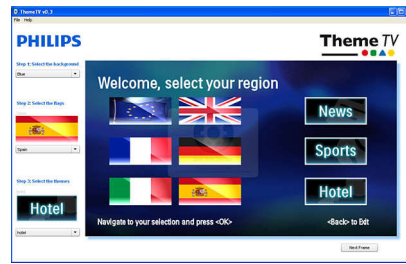 ThemeTV v0.3
File Help
PHILIPS
Theme TV
Step 1: Select the background
Blue
Step 2: Select the flags
Spain
Step 3: Select the themes
Hotel
Hotel
Welcome, select your region
News
Sports
Hotel
Navigate to your selection and press <OK>
<Back> to Exit
Next Frame